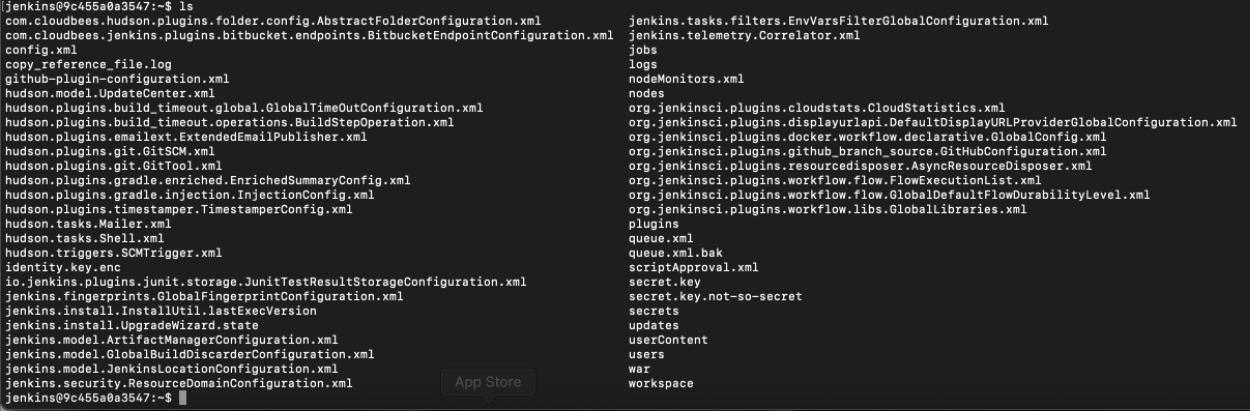 jenkins@9c455a0a3547:~$ ls
com.cloudbees.hudson.plugins.folder.config.AbstractFolderConfiguration.xml jenkins.tasks.filters.EnvVarsFilterGlobalConfiguration.xml
com.cloudbees.jenkins.plugins.bitbucket.endpoints.BitbucketEndpointConfiguration.xml jenkins.telemetry.Correlator.xml
config.xml jobs
copy_reference_file.log logs
github-plugin-configuration.xml nodeMonitors.xml
hudson.model.UpdateCenter.xml nodes
hudson.plugins.build_timeout.global.GlobalTimeOutConfiguration.xml org.jenkinsci.plugins.cloudstats.CloudStatistics.xml
hudson.plugins.build_timeout.operations.BuildStepOperation.xml org.jenkinsci.plugins.displayurlapi.DefaultDisplayURLProviderGlobalConfiguration.xml
hudson.plugins.emailext.ExtendedEmailPublisher.xml org.jenkinsci.plugins.docker.workflow.declarative.GlobalConfig.xml
hudson.plugins.git.GitSCM.xml org.jenkinsci.plugins.github_branch_source.GitHubConfiguration.xml
hudson.plugins.git.GitTool.xml org.jenkinsci.plugins.resourcedisposer.AsyncResourceDisposer.xml
hudson.plugins.gradle.enriched.EnrichedSummaryConfig.xml org.jenkinsci.plugins.workflow.flow.FlowExecutionList.xml
hudson.plugins.gradle.injection.InjectionConfig.xml org.jenkinsci.plugins.workflow.flow.GlobalDefaultFlowDurabilityLevel.xml
hudson.plugins.timestamper.TimestamperConfig.xml org.jenkinsci.plugins.workflow.libs.GlobalLibraries.xml
hudson.tasks.Mailer.xml plugins
hudson.tasks.Shell.xml queue.xml
hudson.triggers.SCMTrigger.xml queue.xml.bak
identity.key.enc scriptApproval.xml
io.jenkins.plugins.junit.storage.JunitTestResultStorageConfiguration.xml secret.key
jenkins.fingerprints.GlobalFingerprintConfiguration.xml secret.key.not-so-secret
jenkins.install.InstallUtil.lastExecVersion secrets
jenkins.install.UpgradeWizard.state updates
jenkins.model.ArtifactManagerConfiguration.xml userContent
jenkins.model.GlobalBuildDiscarderConfiguration.xml users
jenkins.model.JenkinsLocationConfiguration.xml war
jenkins.security.ResourceDomainConfiguration.xml workspace
App Store
jenkins@9c455a0a3547:~$